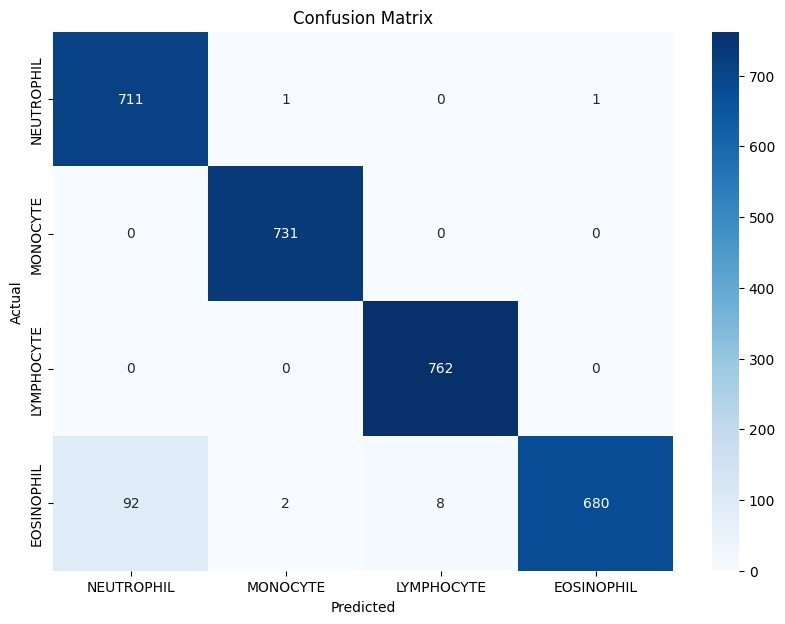 Confusion Matrix
Actual
NEUTROPHIL
711 1 0 1
MONOCYTE
0 731 0 0
LYMPHOCYTE
0 0 762 0
EOSINOPHIL
92 2 8 680
NEUTROPHIL MONOCYTE LYMPHOCYTE EOSINOPHIL
Predicted
700
600
500
400
300
200
100
0